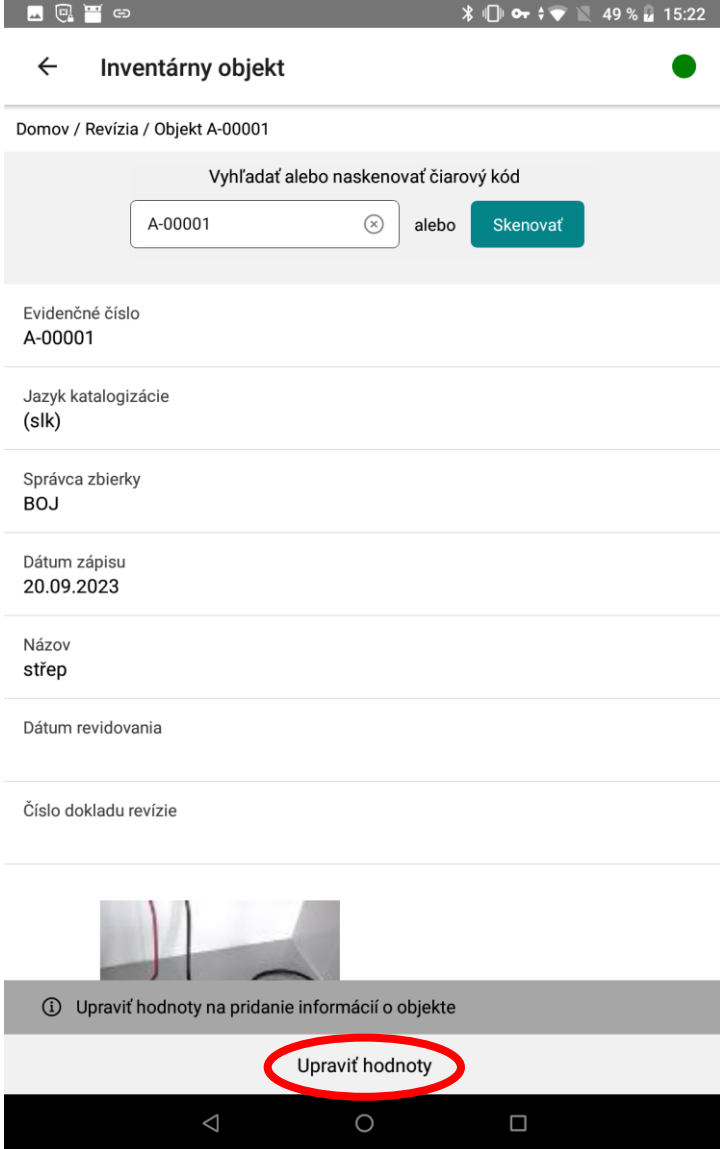 49 % 15:22
Inventárny objekt
Domov / Revízia / Objekt A-00001
Vyhľadať alebo naskenovať čiarový kód
A-00001 alebo Skenovať
Evidenčné číslo
A-00001
Jazyk katalogizácie
(slk)
Správca zbierky
BOJ
Dátum zápisu
20.09.2023
Názov
střep
Dátum revidovania
Číslo dokladu revízie
Upraviť hodnoty na pridanie informácií o objekte
Upraviť hodnoty